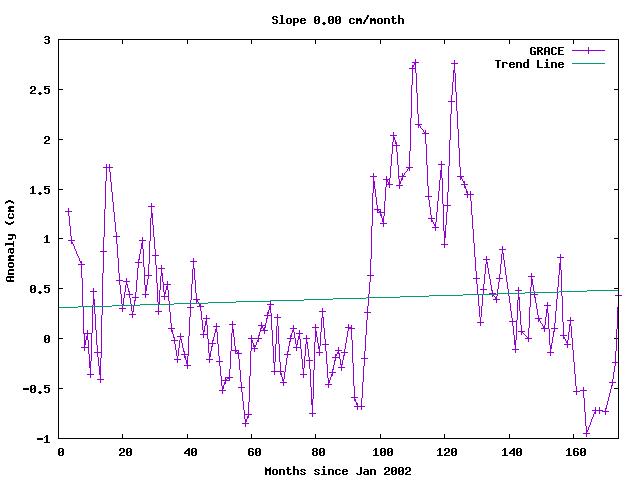 Slope 0.00 cm/month
GRACE
Trend Line
3
2.5
2
1.5
1
0.5
0
-0.5
-1
Anomaly (cm)
0 20 40 60 80 100 120 140 160
Months since Jan 2002